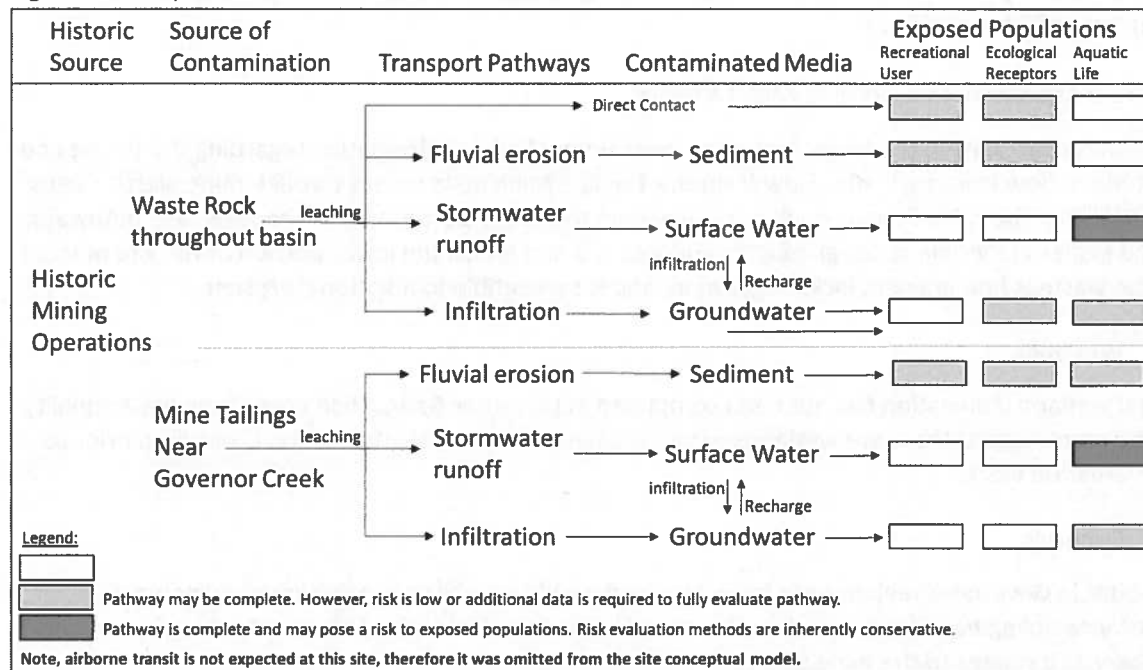 Historic Source of Exposed Populations
Source Contamination Transport Pathways Contaminated Media Recreational User Ecological Receptors Aquatic Life
Direct Contact
Fluvial erosion Sediment
Waste Rock throughout basin leaching Stormwater runoff Surface Water
infiltration Recharge
Infiltration Groundwater
Historic
Mining
Operations
Fluvial erosion Sediment
Mine Tailings Near Governor Creek leaching Stormwater runoff Surface Water
infiltration Recharge
Infiltration Groundwater
Legend:
Pathway may be complete. However, risk is low or additional data is required to fully evaluate pathway.
Pathway is complete and may pose a risk to exposed populations. Risk evaluation methods are inherently conservative.
Note, airborne transit is not expected at this site, therefore it was omitted from the site conceptual model.